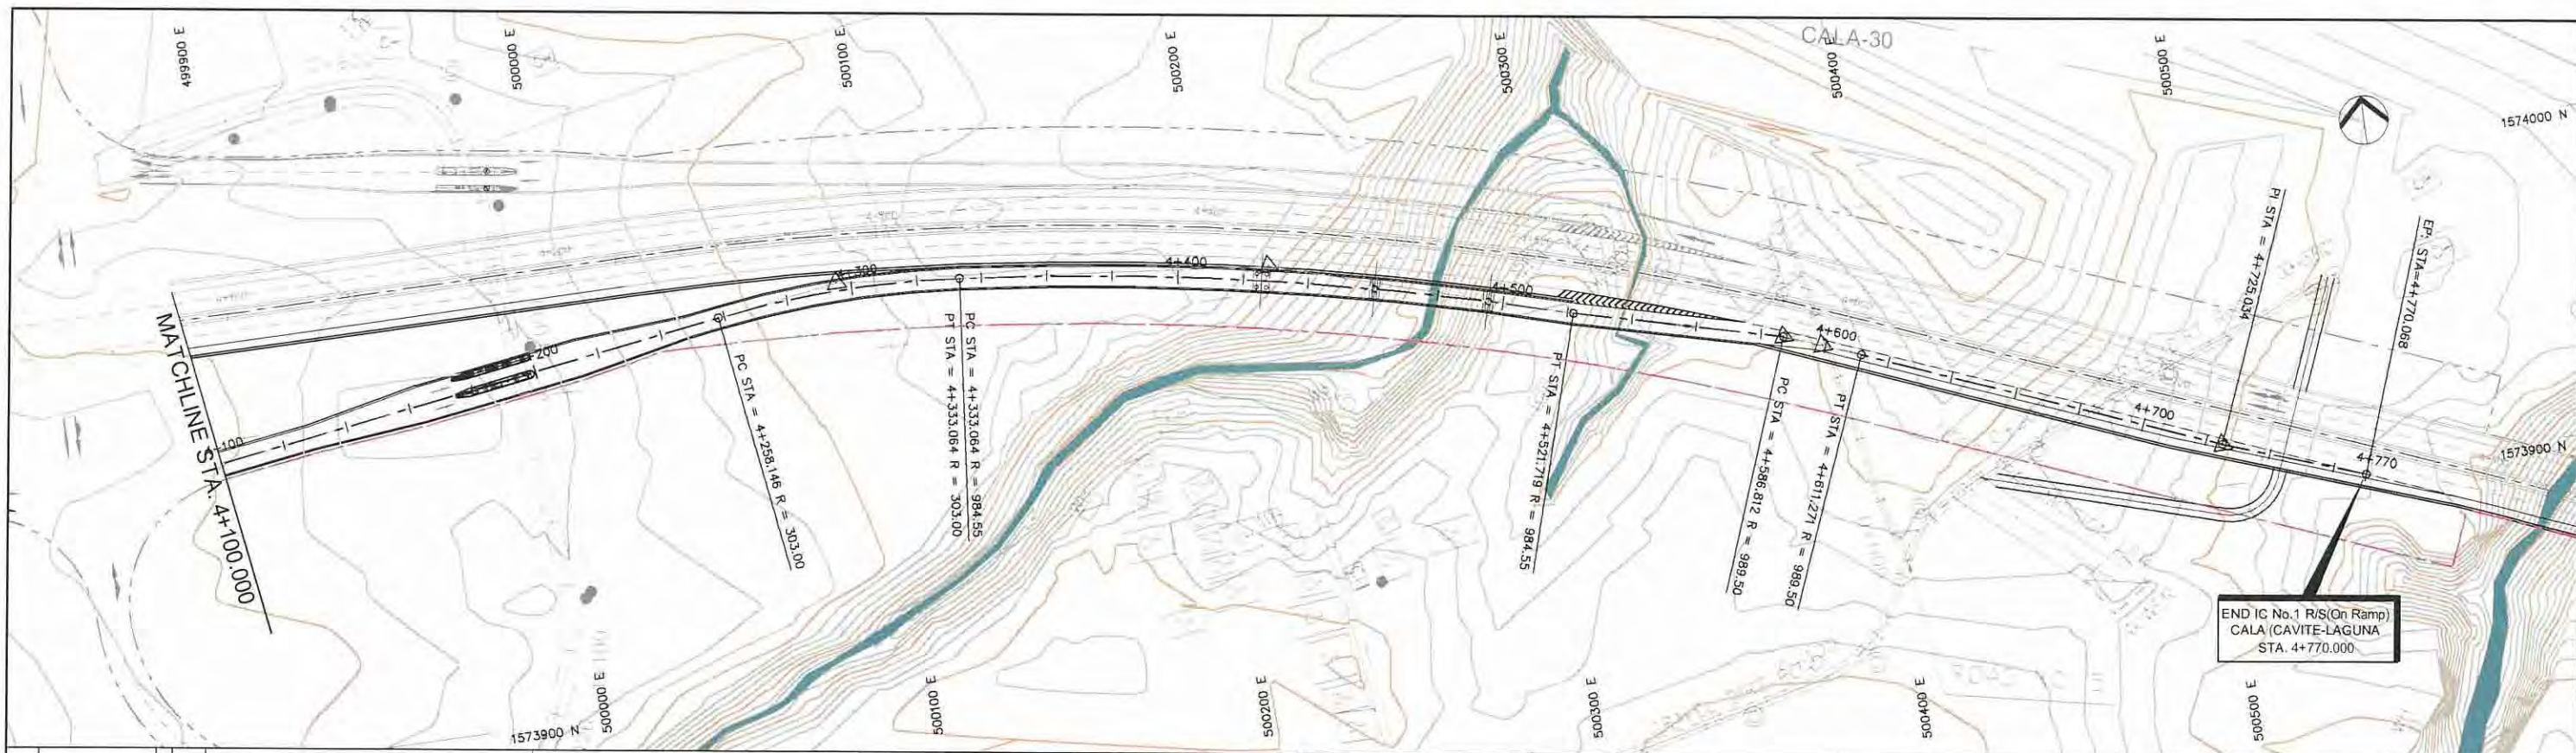 499900 E
500000 E
500100 E
500200 E
500300 E
CALA-30
500400 E
500500 E
1574000 N
4+300
4+400
4+500
4+600
4+700
4+770
1573900 N
PI STA = 4+725.034
EP: STA=4+770.068
MATCHLINE STA. 4+100.000
4+100
200
PC STA = 4+258.146 R = 303.00
PC STA = 4+333.064 R = 984.55
PT STA = 4+333.064 R = 303.00
PT STA = 4+521.719 R = 984.55
PC STA = 4+586.812 R = 989.50
PT STA = 4+611.271 R = 989.50
END IC No.1 R/S(On Ramp)
CALA (CAVITE-LAGUNA
STA. 4+770.000
1573900 N
500000 E
500100 E
500200 E
500300 E
500400 E
500500 E